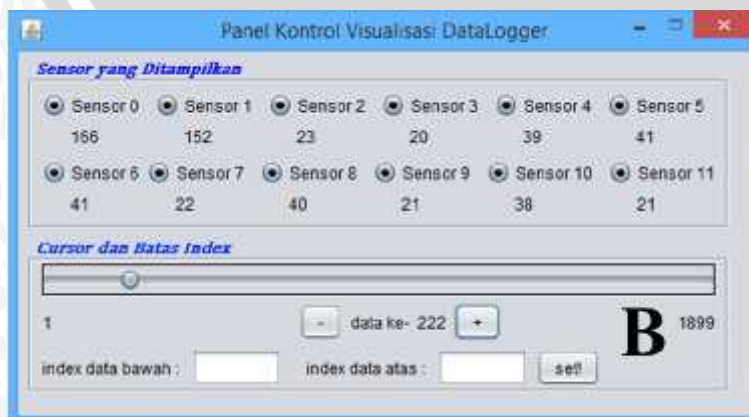 Panel Kontrol Visualisasi DataLogger
Sensor yang Ditampilkan
Sensor 0 Sensor 1 Sensor 2 Sensor 3 Sensor 4 Sensor 5
166 152 23 20 39 41
Sensor 6 Sensor 7 Sensor 8 Sensor 9 Sensor 10 Sensor 11
41 22 40 21 38 21
Cursor dan Batas Index
1 - data ke- 222 + B 1899
index data bawah : index data atas : set!